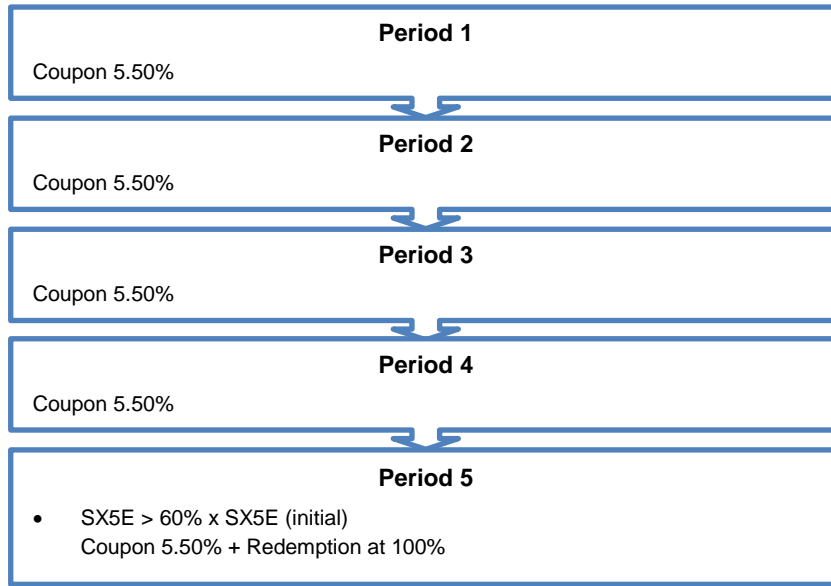 Period 1
Coupon 5.50%
Period 2
Coupon 5.50%
Period 3
Coupon 5.50%
Period 4
Coupon 5.50%
Period 5
• SX5E > 60% x SX5E (initial)
Coupon 5.50% + Redemption at 100%